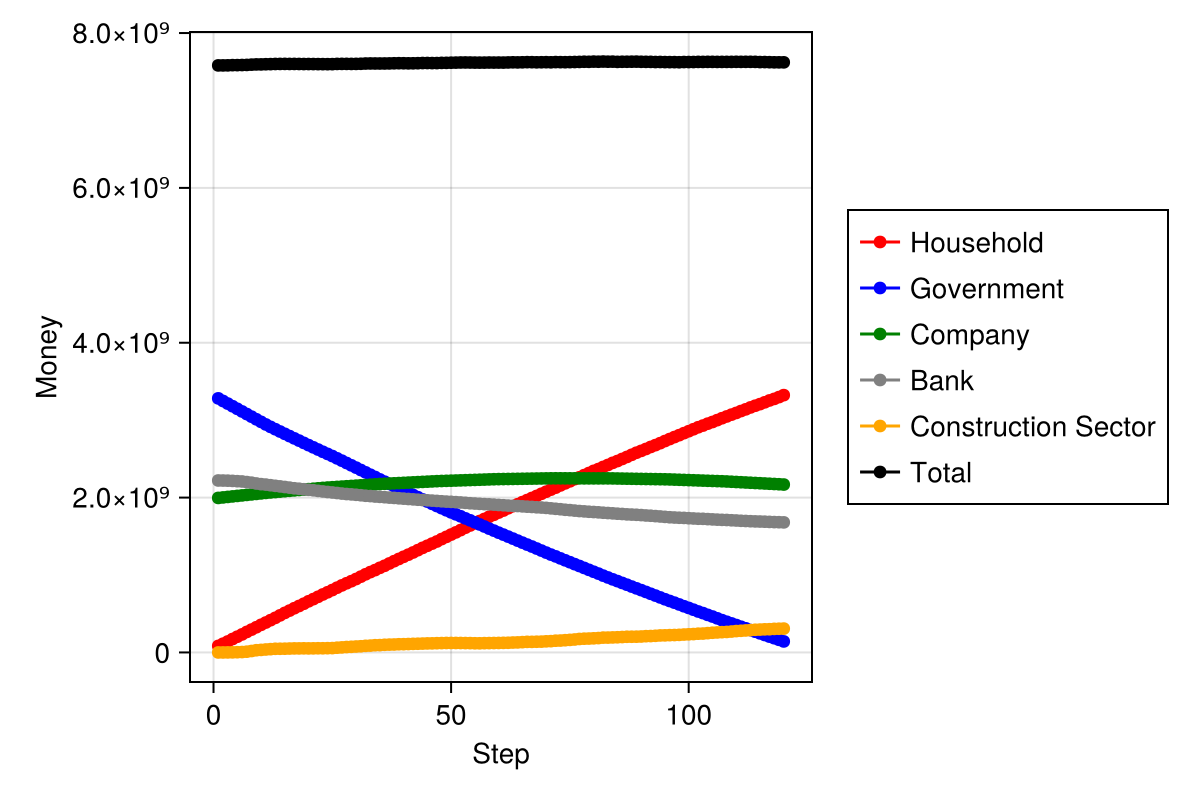 8.0×10⁹
6.0×10⁹
4.0×10⁹
2.0×10⁹
0
Money
0 50 100
Step
Household
Government
Company
Bank
Construction Sector
Total